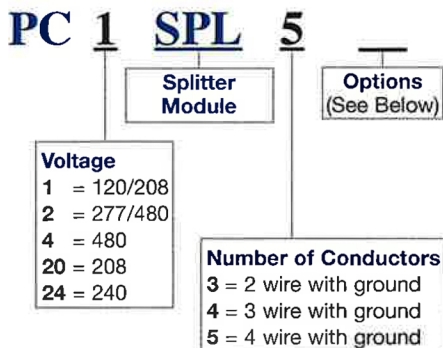 PC 1 SPL 5
Splitter
Module
Options
(See Below)
Voltage
1 = 120/208
2 = 277/480
4 = 480
20 = 208
24 = 240
Number of Conductors
3 = 2 wire with ground
4 = 3 wire with ground
5 = 4 wire with ground